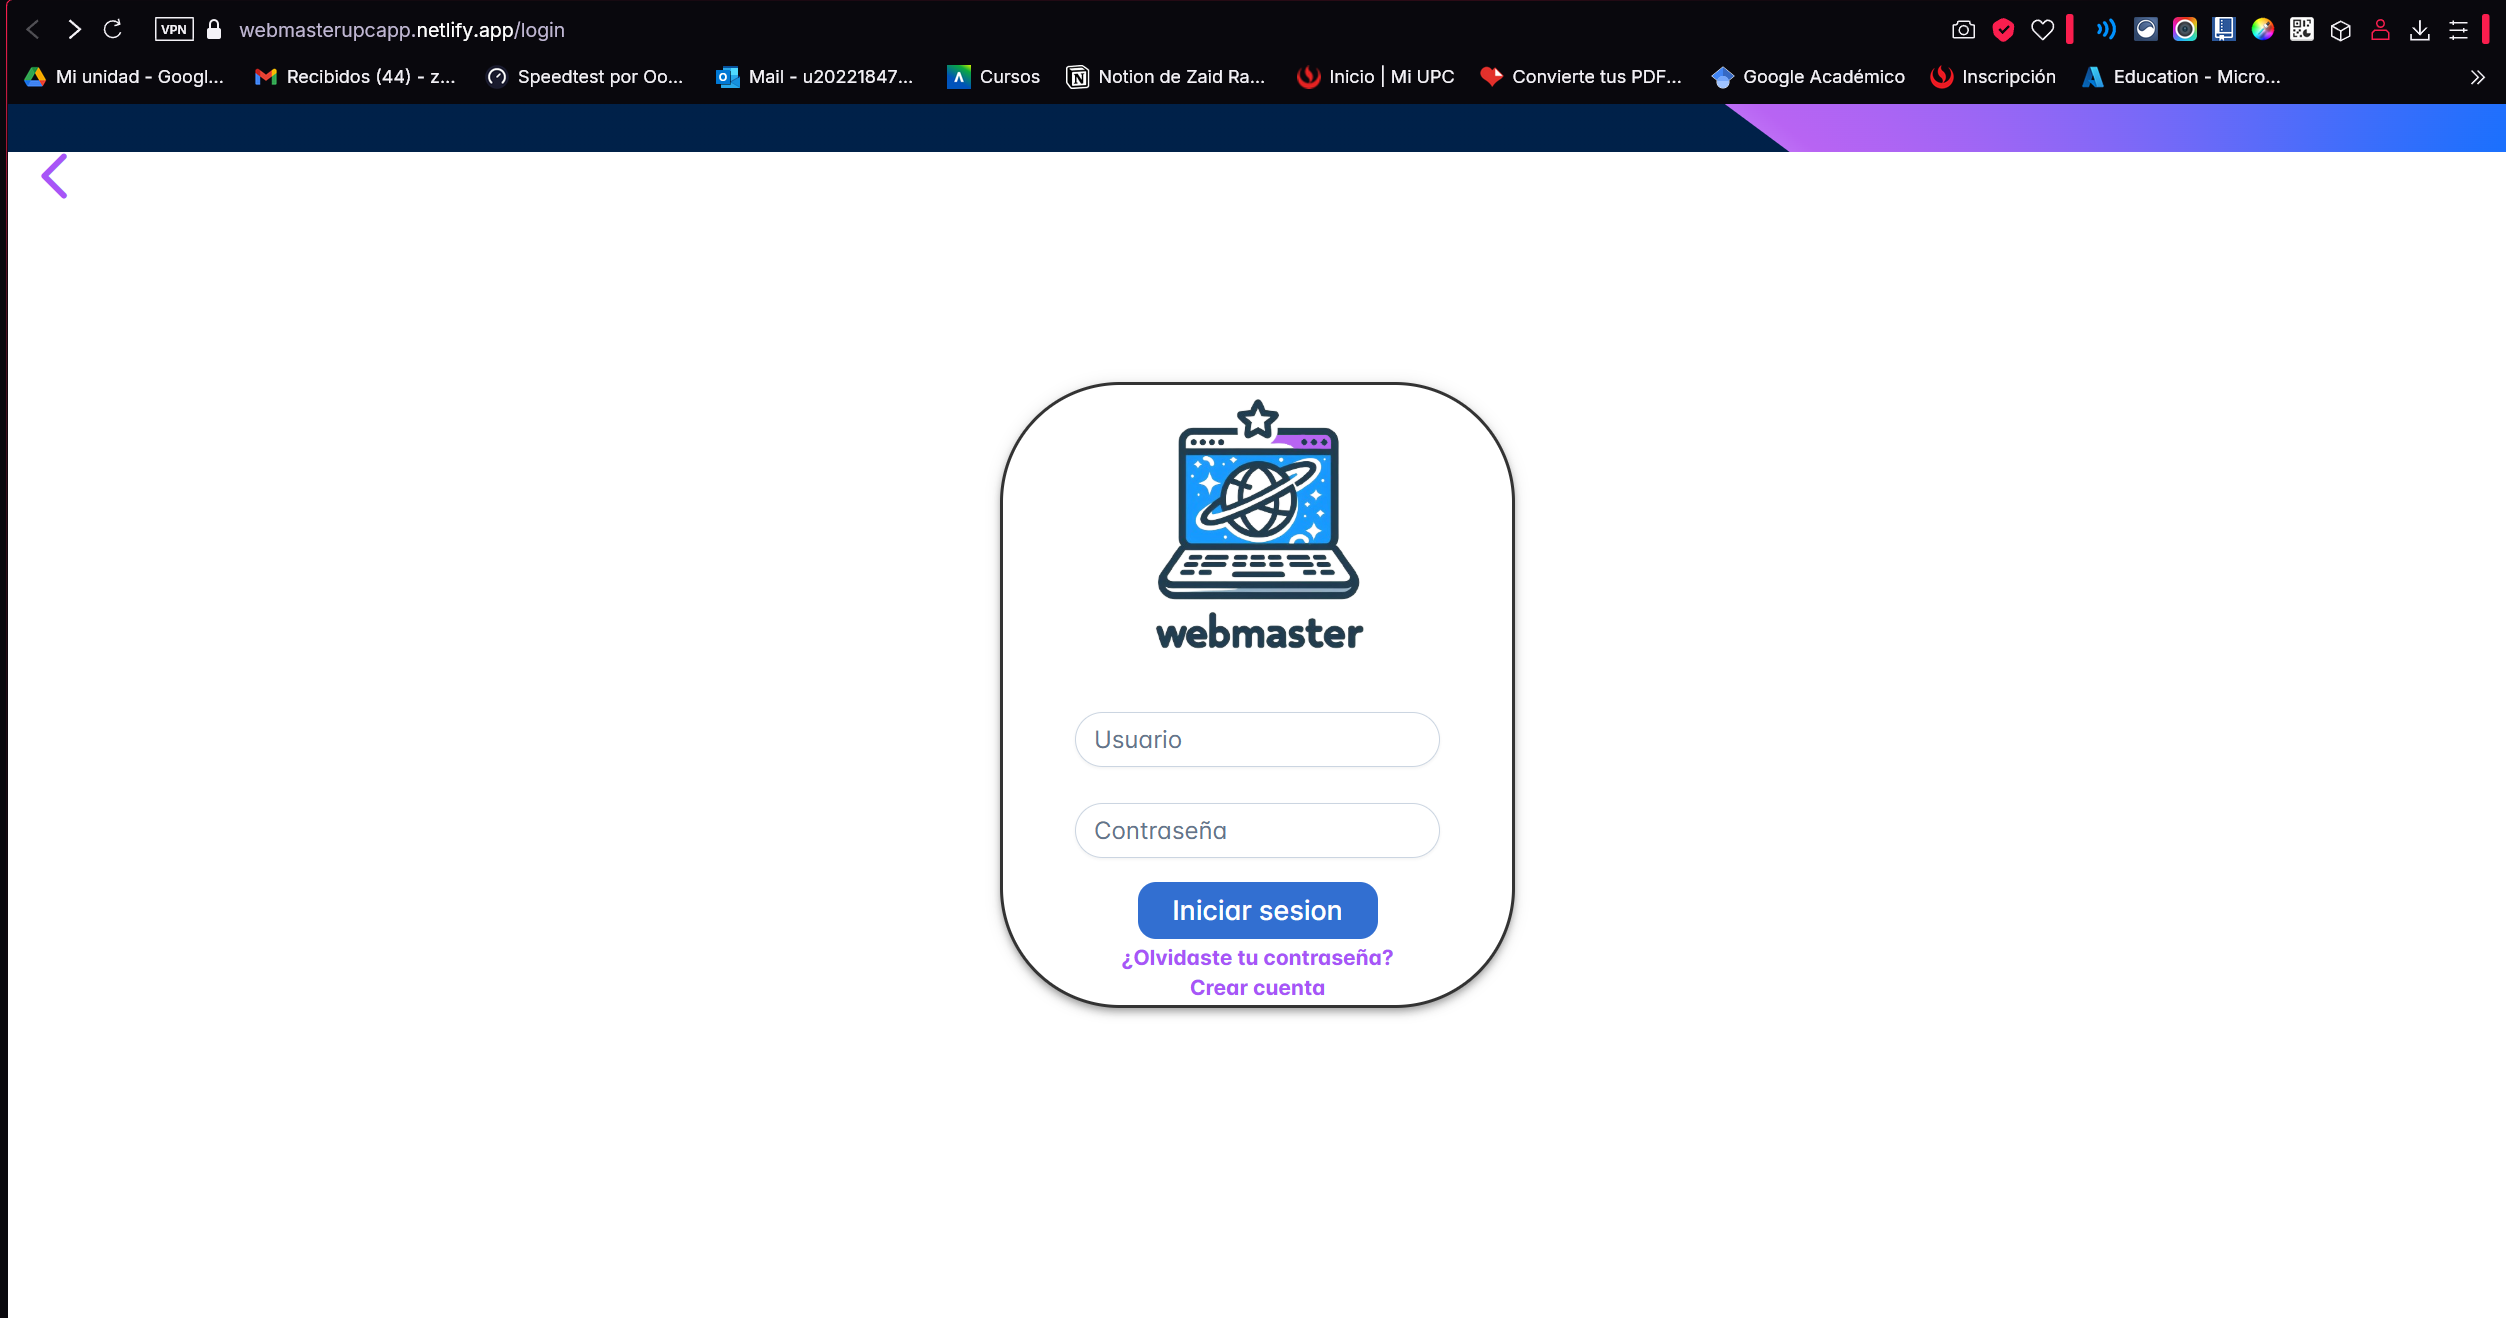 VPN webmasterupcapp.netlify.app/login
Mi unidad - Googl... Recibidos (44) - z... Speedtest por Oo... Mail - u20221847... Cursos Notion de Zaid Ra... Inicio | Mi UPC Convierte tus PDF... Google Académico Inscripción Education - Micro...
webmaster
Usuario
Contraseña
Iniciar sesion
¿Olvidaste tu contraseña?
Crear cuenta